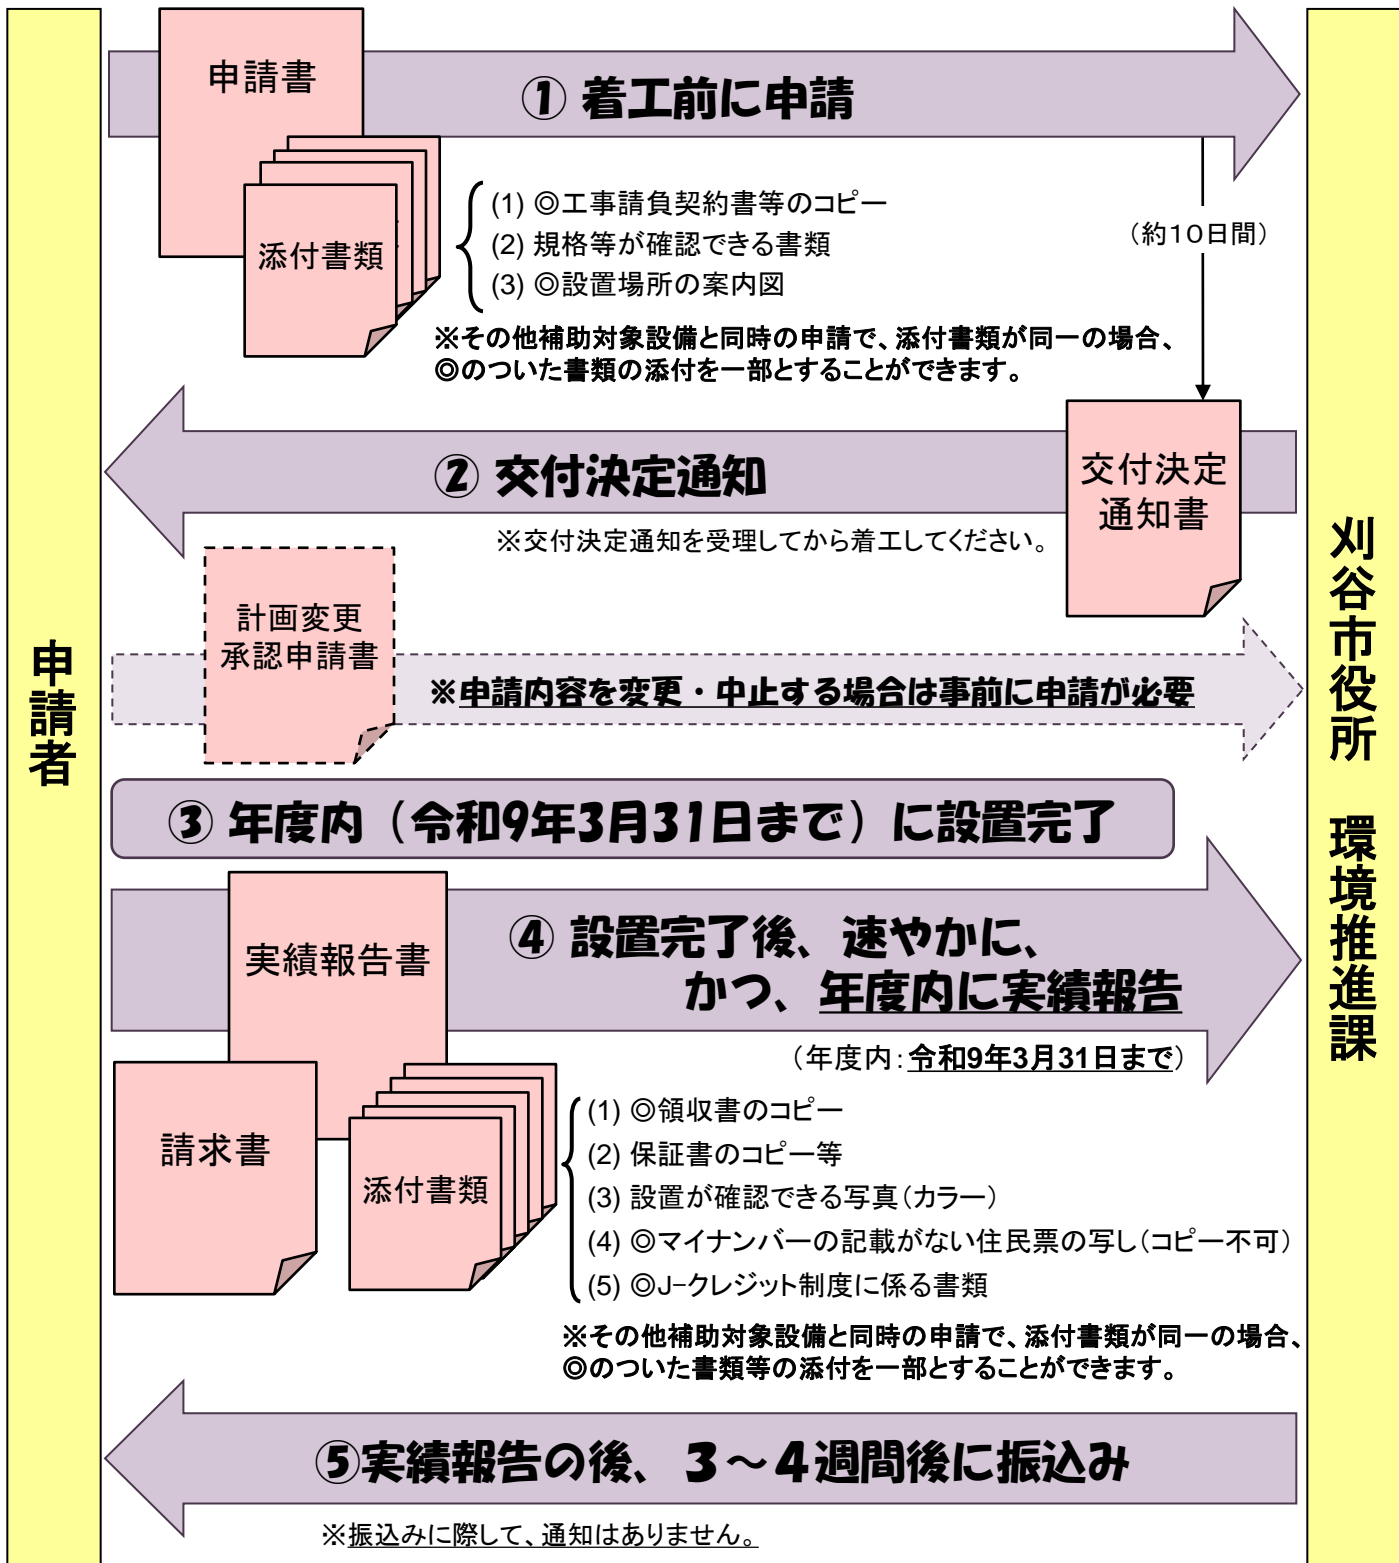 申請書
① 着工前に申請
添付書類
(1) ◎工事請負契約書等のコピー
(2) 規格等が確認できる書類
(3) ◎設置場所の案内図
（約10日間）
※その他補助対象設備と同時の申請で、添付書類が同一の場合、
◎のついた書類の添付を一部とすることができます。
② 交付決定通知
交付決定
通知書
※交付決定通知を受理してから着工してください。
計画変更
承認申請書
※申請内容を変更・中止する場合は事前に申請が必要
申請者
刈谷市役所　環境推進課
③ 年度内（令和9年3月31日まで）に設置完了
実績報告書
④ 設置完了後、速やかに、
かつ、年度内に実績報告
（年度内：令和9年3月31日まで）
請求書
添付書類
(1) ◎領収書のコピー
(2) 保証書のコピー等
(3) 設置が確認できる写真（カラー）
(4) ◎マイナンバーの記載がない住民票の写し（コピー不可）
(5) ◎J-クレジット制度に係る書類
※その他補助対象設備と同時の申請で、添付書類が同一の場合、
◎のついた書類等の添付を一部とすることができます。
⑤実績報告の後、3～4週間後に振込み
※振込みに際して、通知はありません。